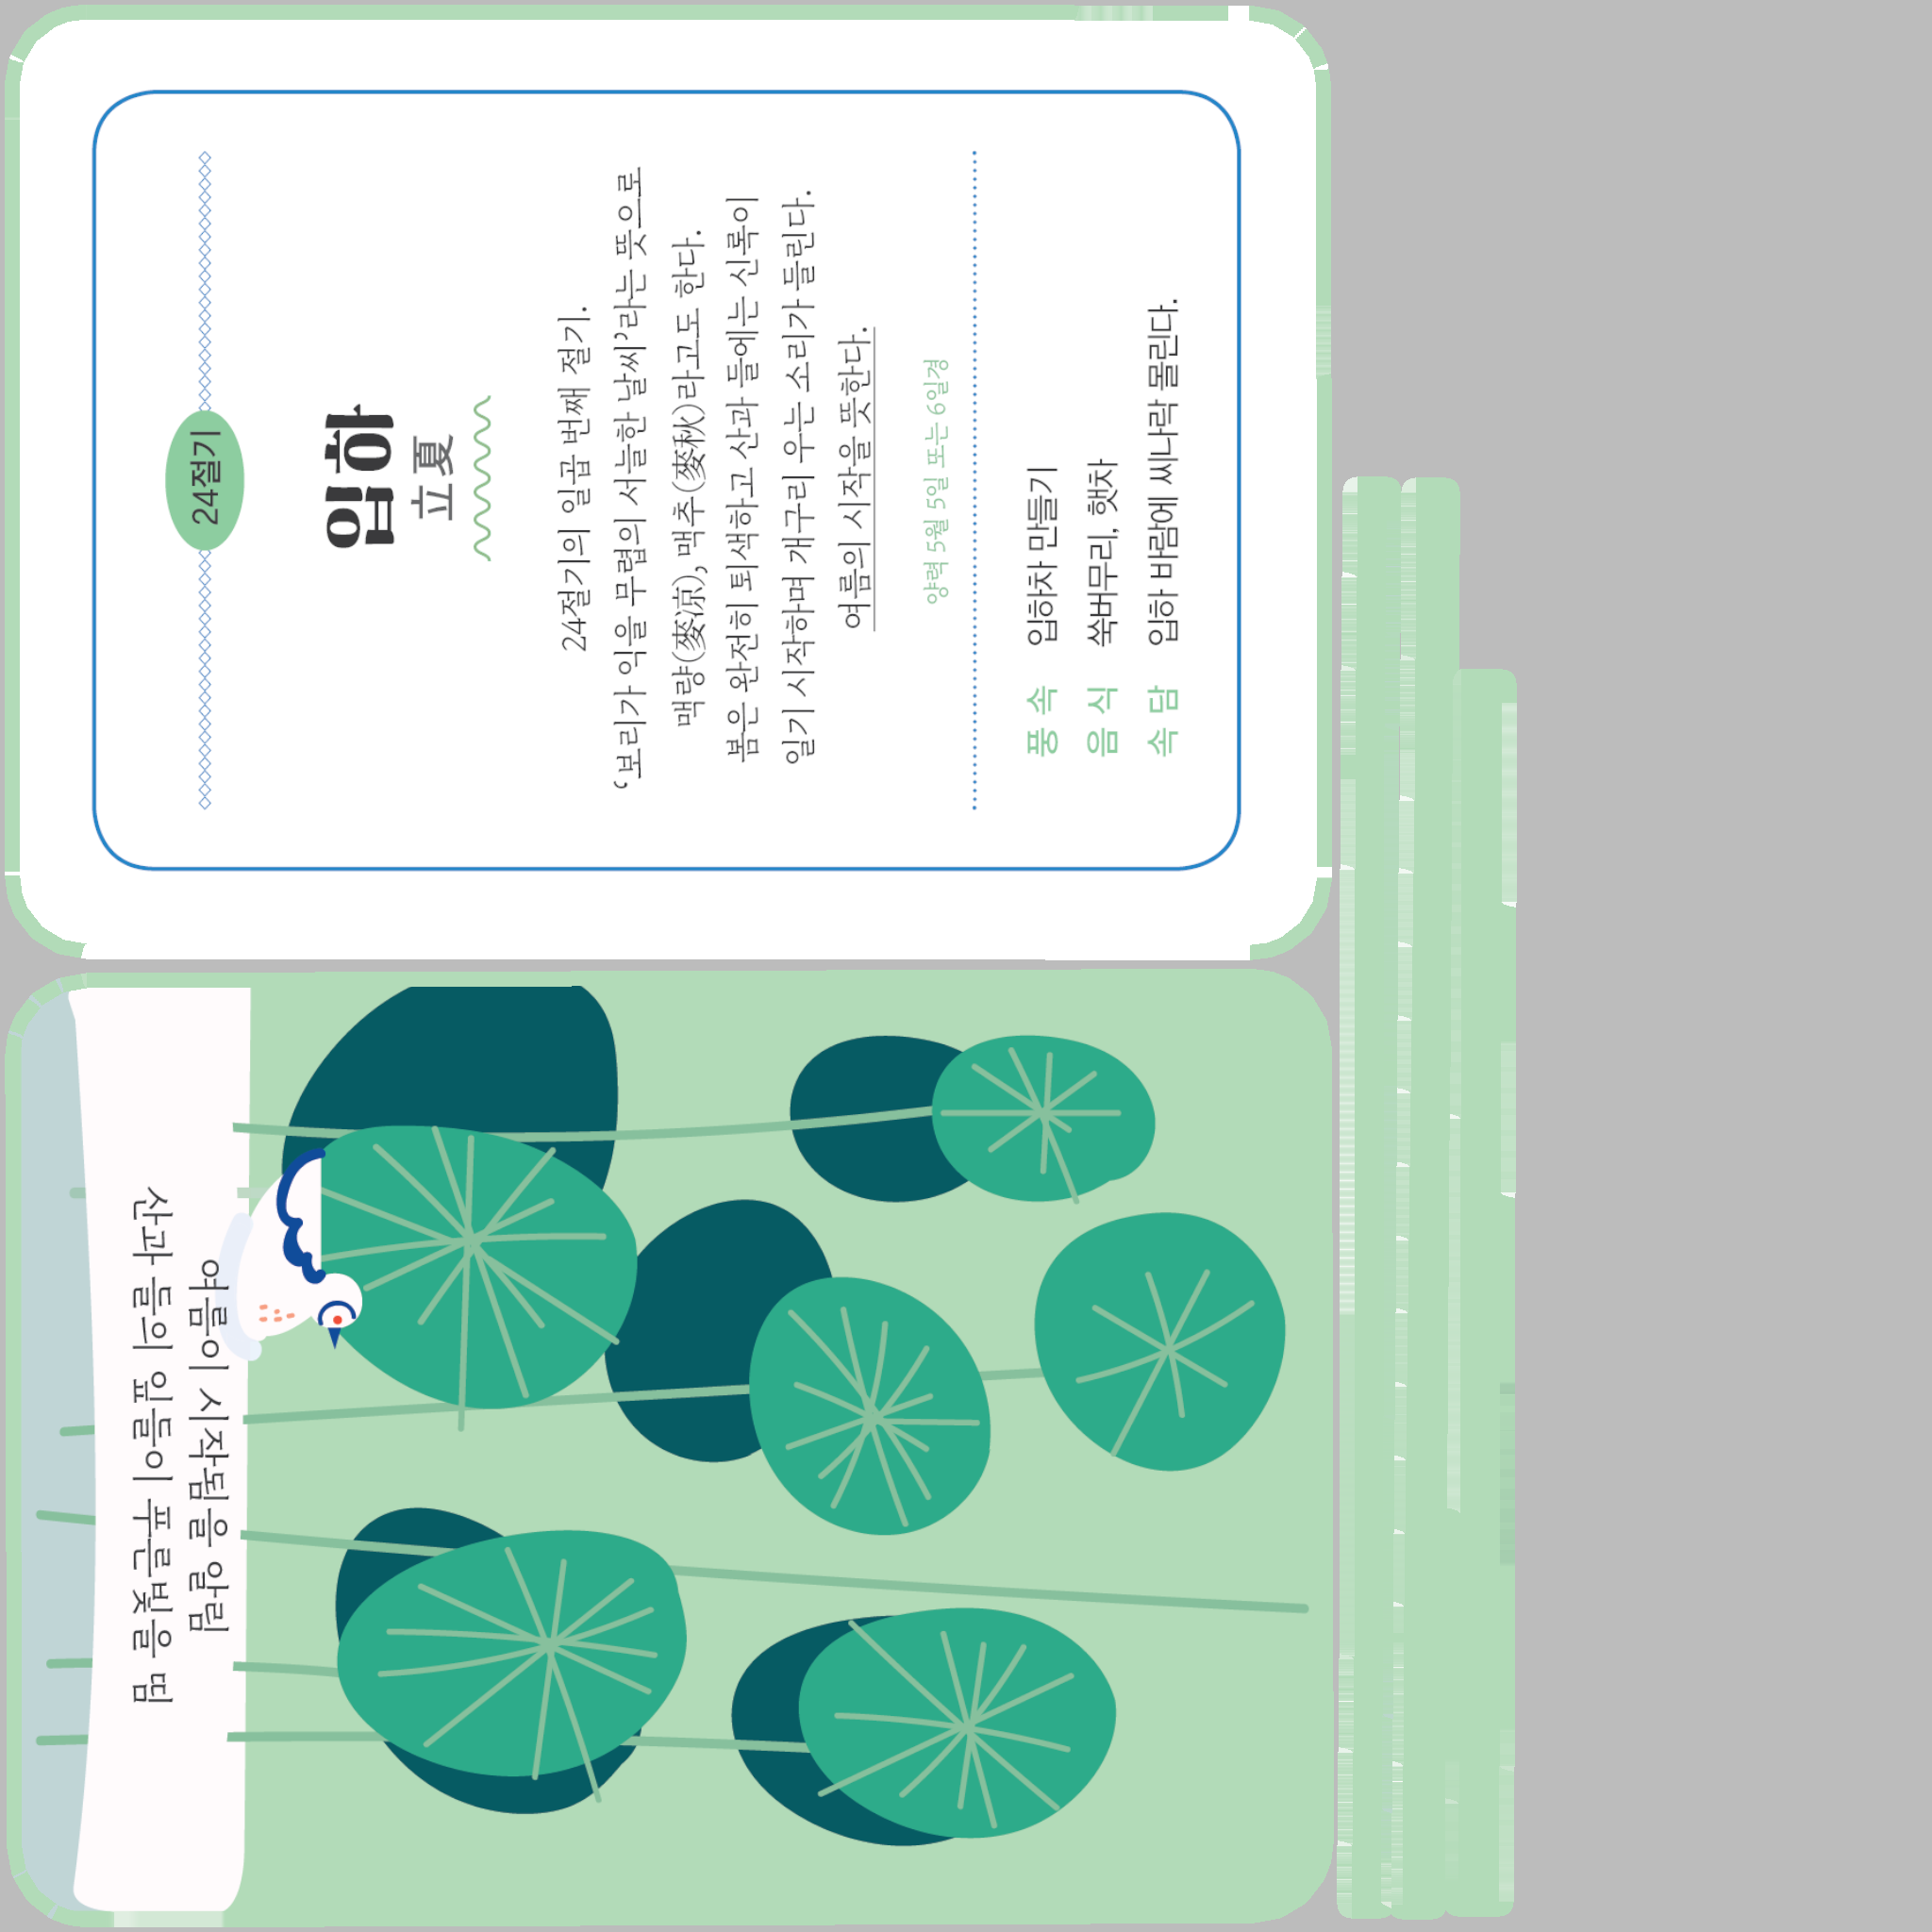 24절기
입하
立夏
24절기의 일곱 번째 절기.
‘보리가 익을 무렵의 서늘한 날씨’라는 뜻으로
맥량(麥凉), 맥추(麥秋)라고도 한다.
봄은 완전히 퇴색하고 산과 들에는 신록이
일기 시작하며 개구리 우는 소리가 들린다.
여름의 시작을 뜻한다.
양력 5월 5일 또는 6일경
풍속 입하차 만들기
음식 쑥버무리, 햇차
속담 입하 바람에 씨나락 몰린다.
여름이 시작됨을 알림
산과 들의 잎들이 푸른빛을 띰